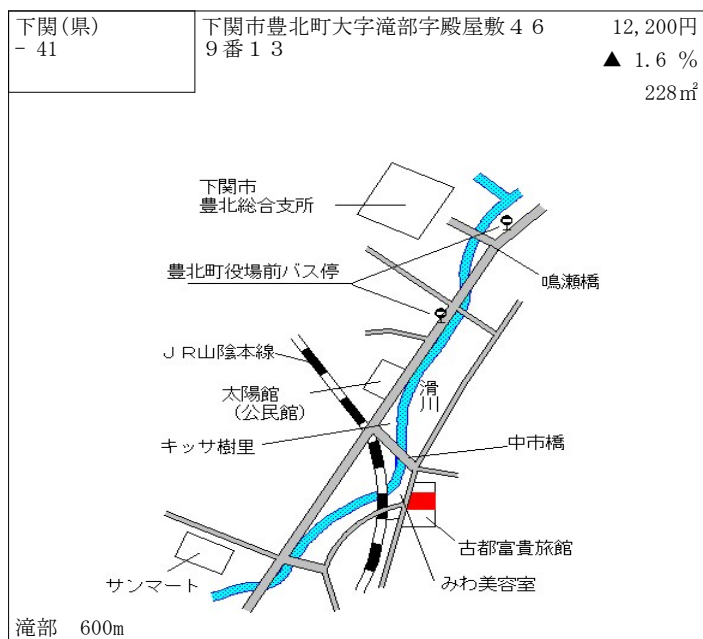 下関(県)
- 41
下関市豊北町大字滝部字殿屋敷４６
９番１３
12,200円
▲ 1.6 %
228㎡
下関市
豊北総合支所
豊北町役場前バス停
鳴瀬橋
ＪＲ山陰本線
太陽館
（公民館）
滑川
キッサ樹里
中市橋
古都富貴旅館
みわ美容室
サンマート
滝部　600m